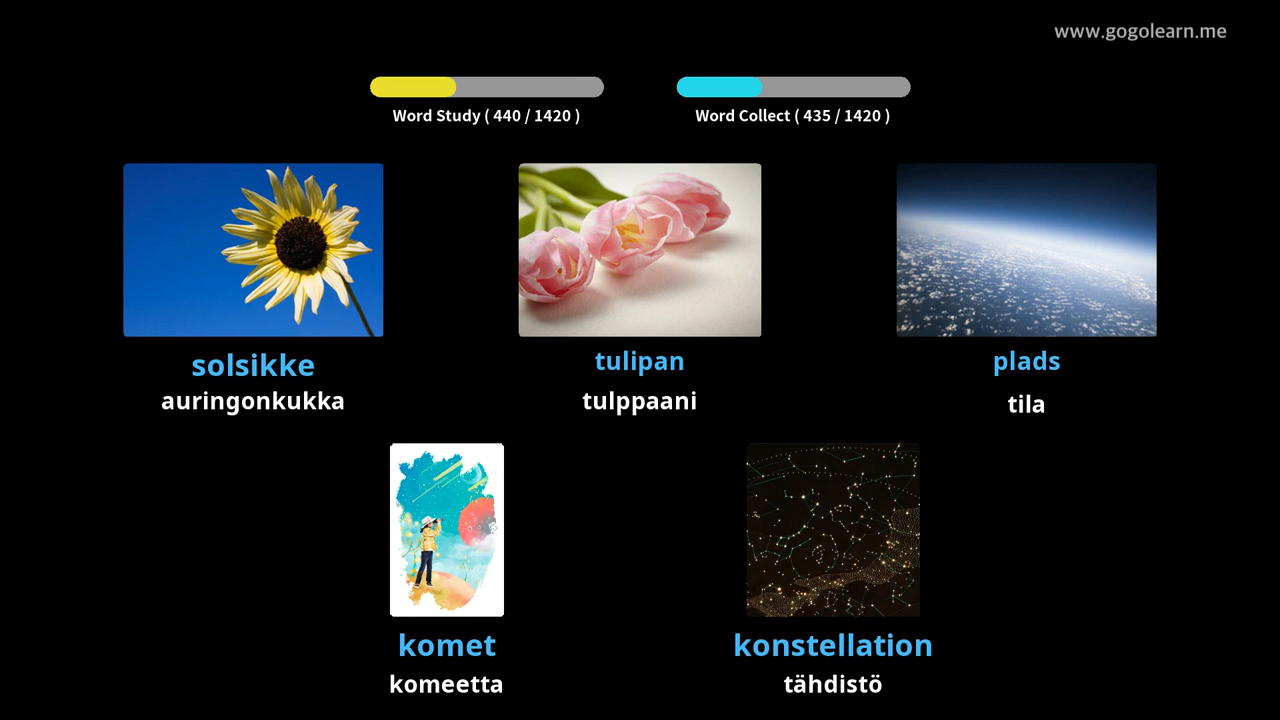 www.gogolearn.me
Word Study ( 440 / 1420 )
Word Collect ( 435 / 1420 )
solsikke
auringonkukka
tulipan
tulppaani
plads
tila
komet
komeetta
konstellation
tähdistö